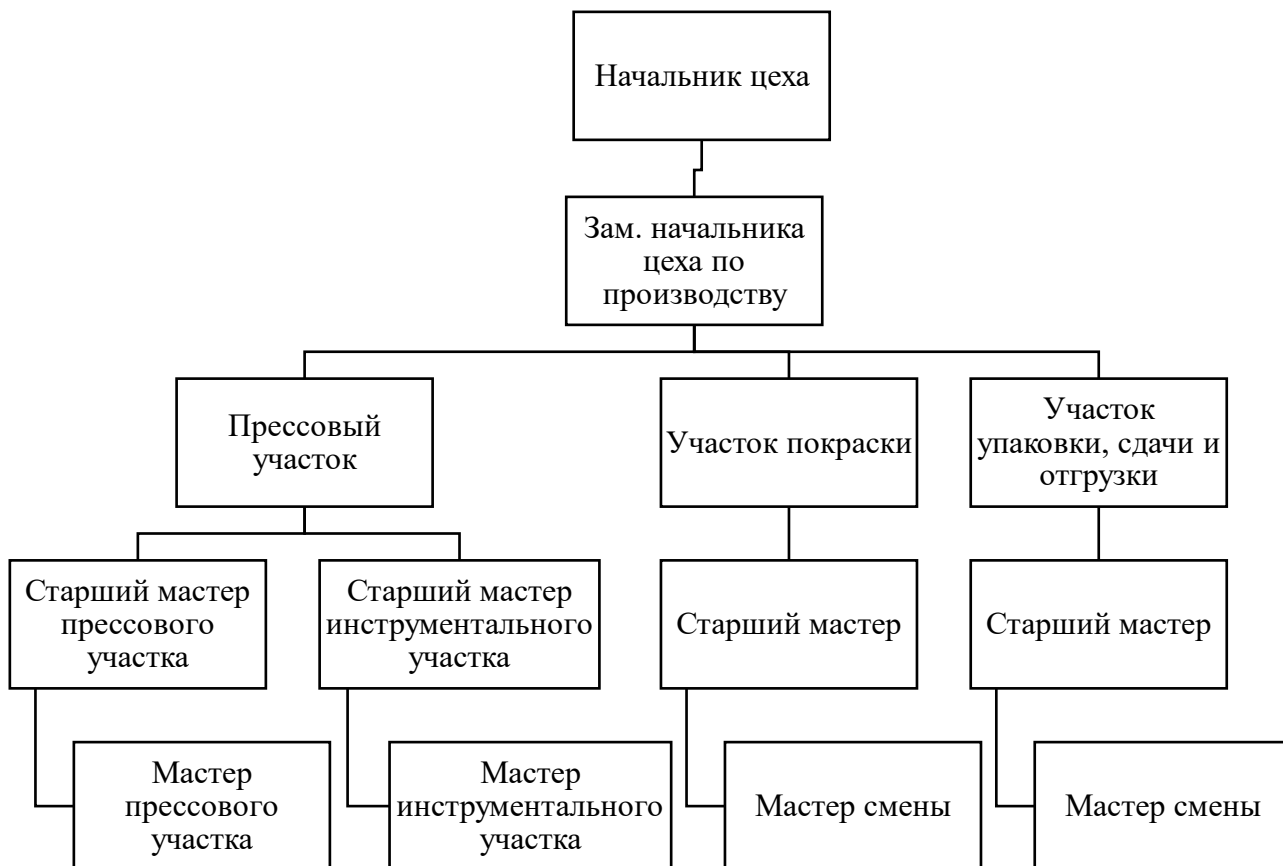 Начальник цеха
Зам. начальника
цеха по
производству
Прессовый
участок
Участок покраски
Участок
упаковки, сдачи и
отгрузки
Старший мастер
прессового
участка
Старший мастер
инструментального
участка
Старший мастер
Старший мастер
Мастер
прессового
участка
Мастер
инструментального
участка
Мастер смены
Мастер смены